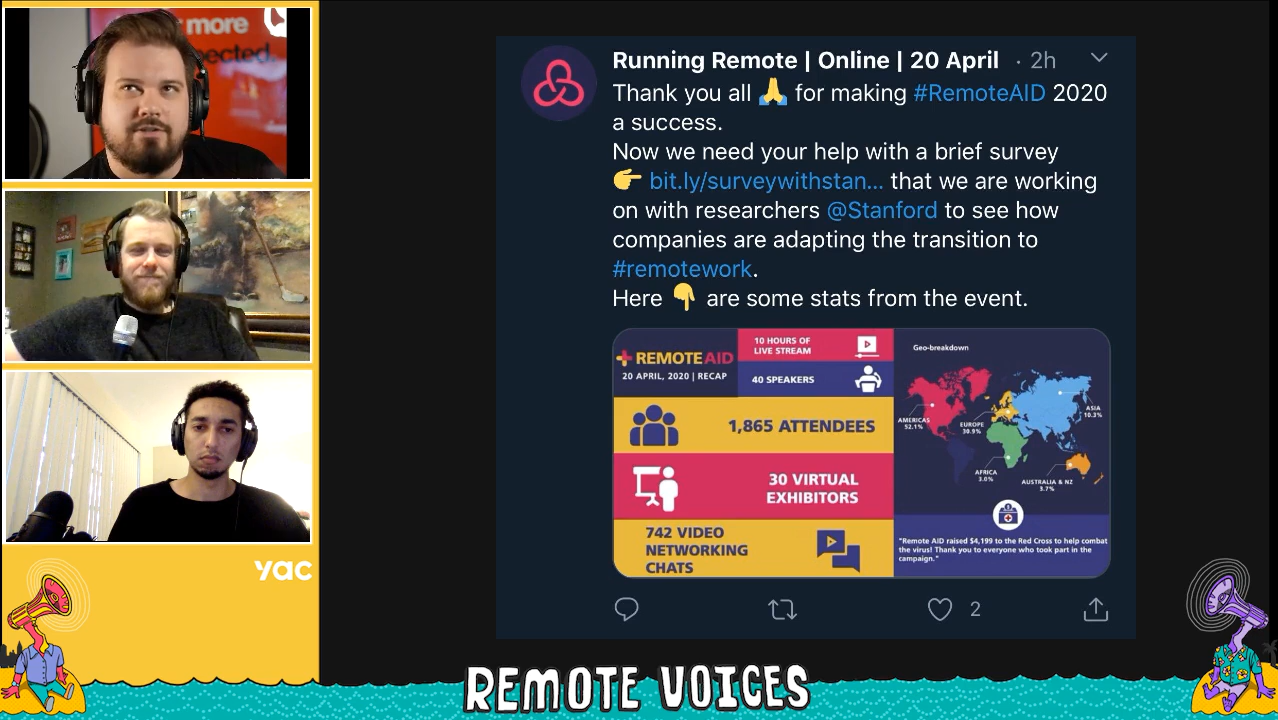 more
pected.
yac
Running Remote | Online | 20 April · 2h
Thank you all 🙏 for making #RemoteAID 2020
a success.
Now we need your help with a brief survey
👉 bit.ly/surveywithstan... that we are working
on with researchers @Stanford to see how
companies are adapting the transition to
#remotework.
Here 👇 are some stats from the event.
REMOTEAID
20 APRIL, 2020 | RECAP
10 HOURS OF
LIVE STREAM
40 SPEAKERS
1,865 ATTENDEES
30 VIRTUAL
EXHIBITORS
742 VIDEO
NETWORKING
CHATS
Geo-breakdown
AMERICAS
52.1%
EUROPE
30.9%
ASIA
10.3%
AFRICA
3.0%
AUSTRALIA & NZ
3.7%
"Remote AID raised $4,199 to the Red Cross to help combat
the virus! Thank you to everyone who took part in the
campaign."
2
REMOTE VOICES